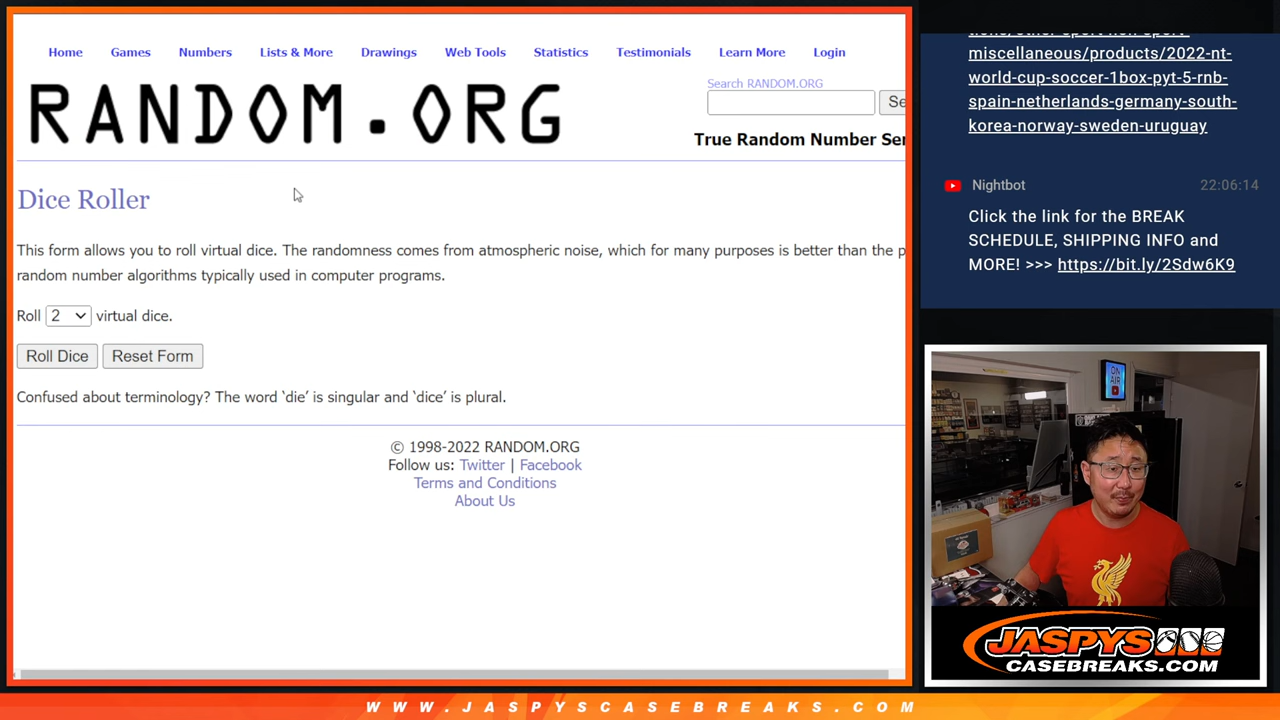 Home Games Numbers Lists & More Drawings Web Tools Statistics Testimonials Learn More Login
RANDOM.ORG
Search RANDOM.ORG
Se
True Random Number Ser
Dice Roller
This form allows you to roll virtual dice. The randomness comes from atmospheric noise, which for many purposes is better than the p
random number algorithms typically used in computer programs.
Roll 2 virtual dice.
Roll Dice Reset Form
Confused about terminology? The word ‘die’ is singular and ‘dice’ is plural.
© 1998-2022 RANDOM.ORG
Follow us: Twitter | Facebook
Terms and Conditions
About Us
miscellaneous/products/2022-nt-
world-cup-soccer-1box-pyt-5-rnb-
spain-netherlands-germany-south-
korea-norway-sweden-uruguay
Nightbot 22:06:14
Click the link for the BREAK
SCHEDULE, SHIPPING INFO and
MORE! >>> https://bit.ly/2Sdw6K9
ON
AIR
JASPYS
CASEBREAKS.COM
WWW.JASPYSCASEBREAKS.COM